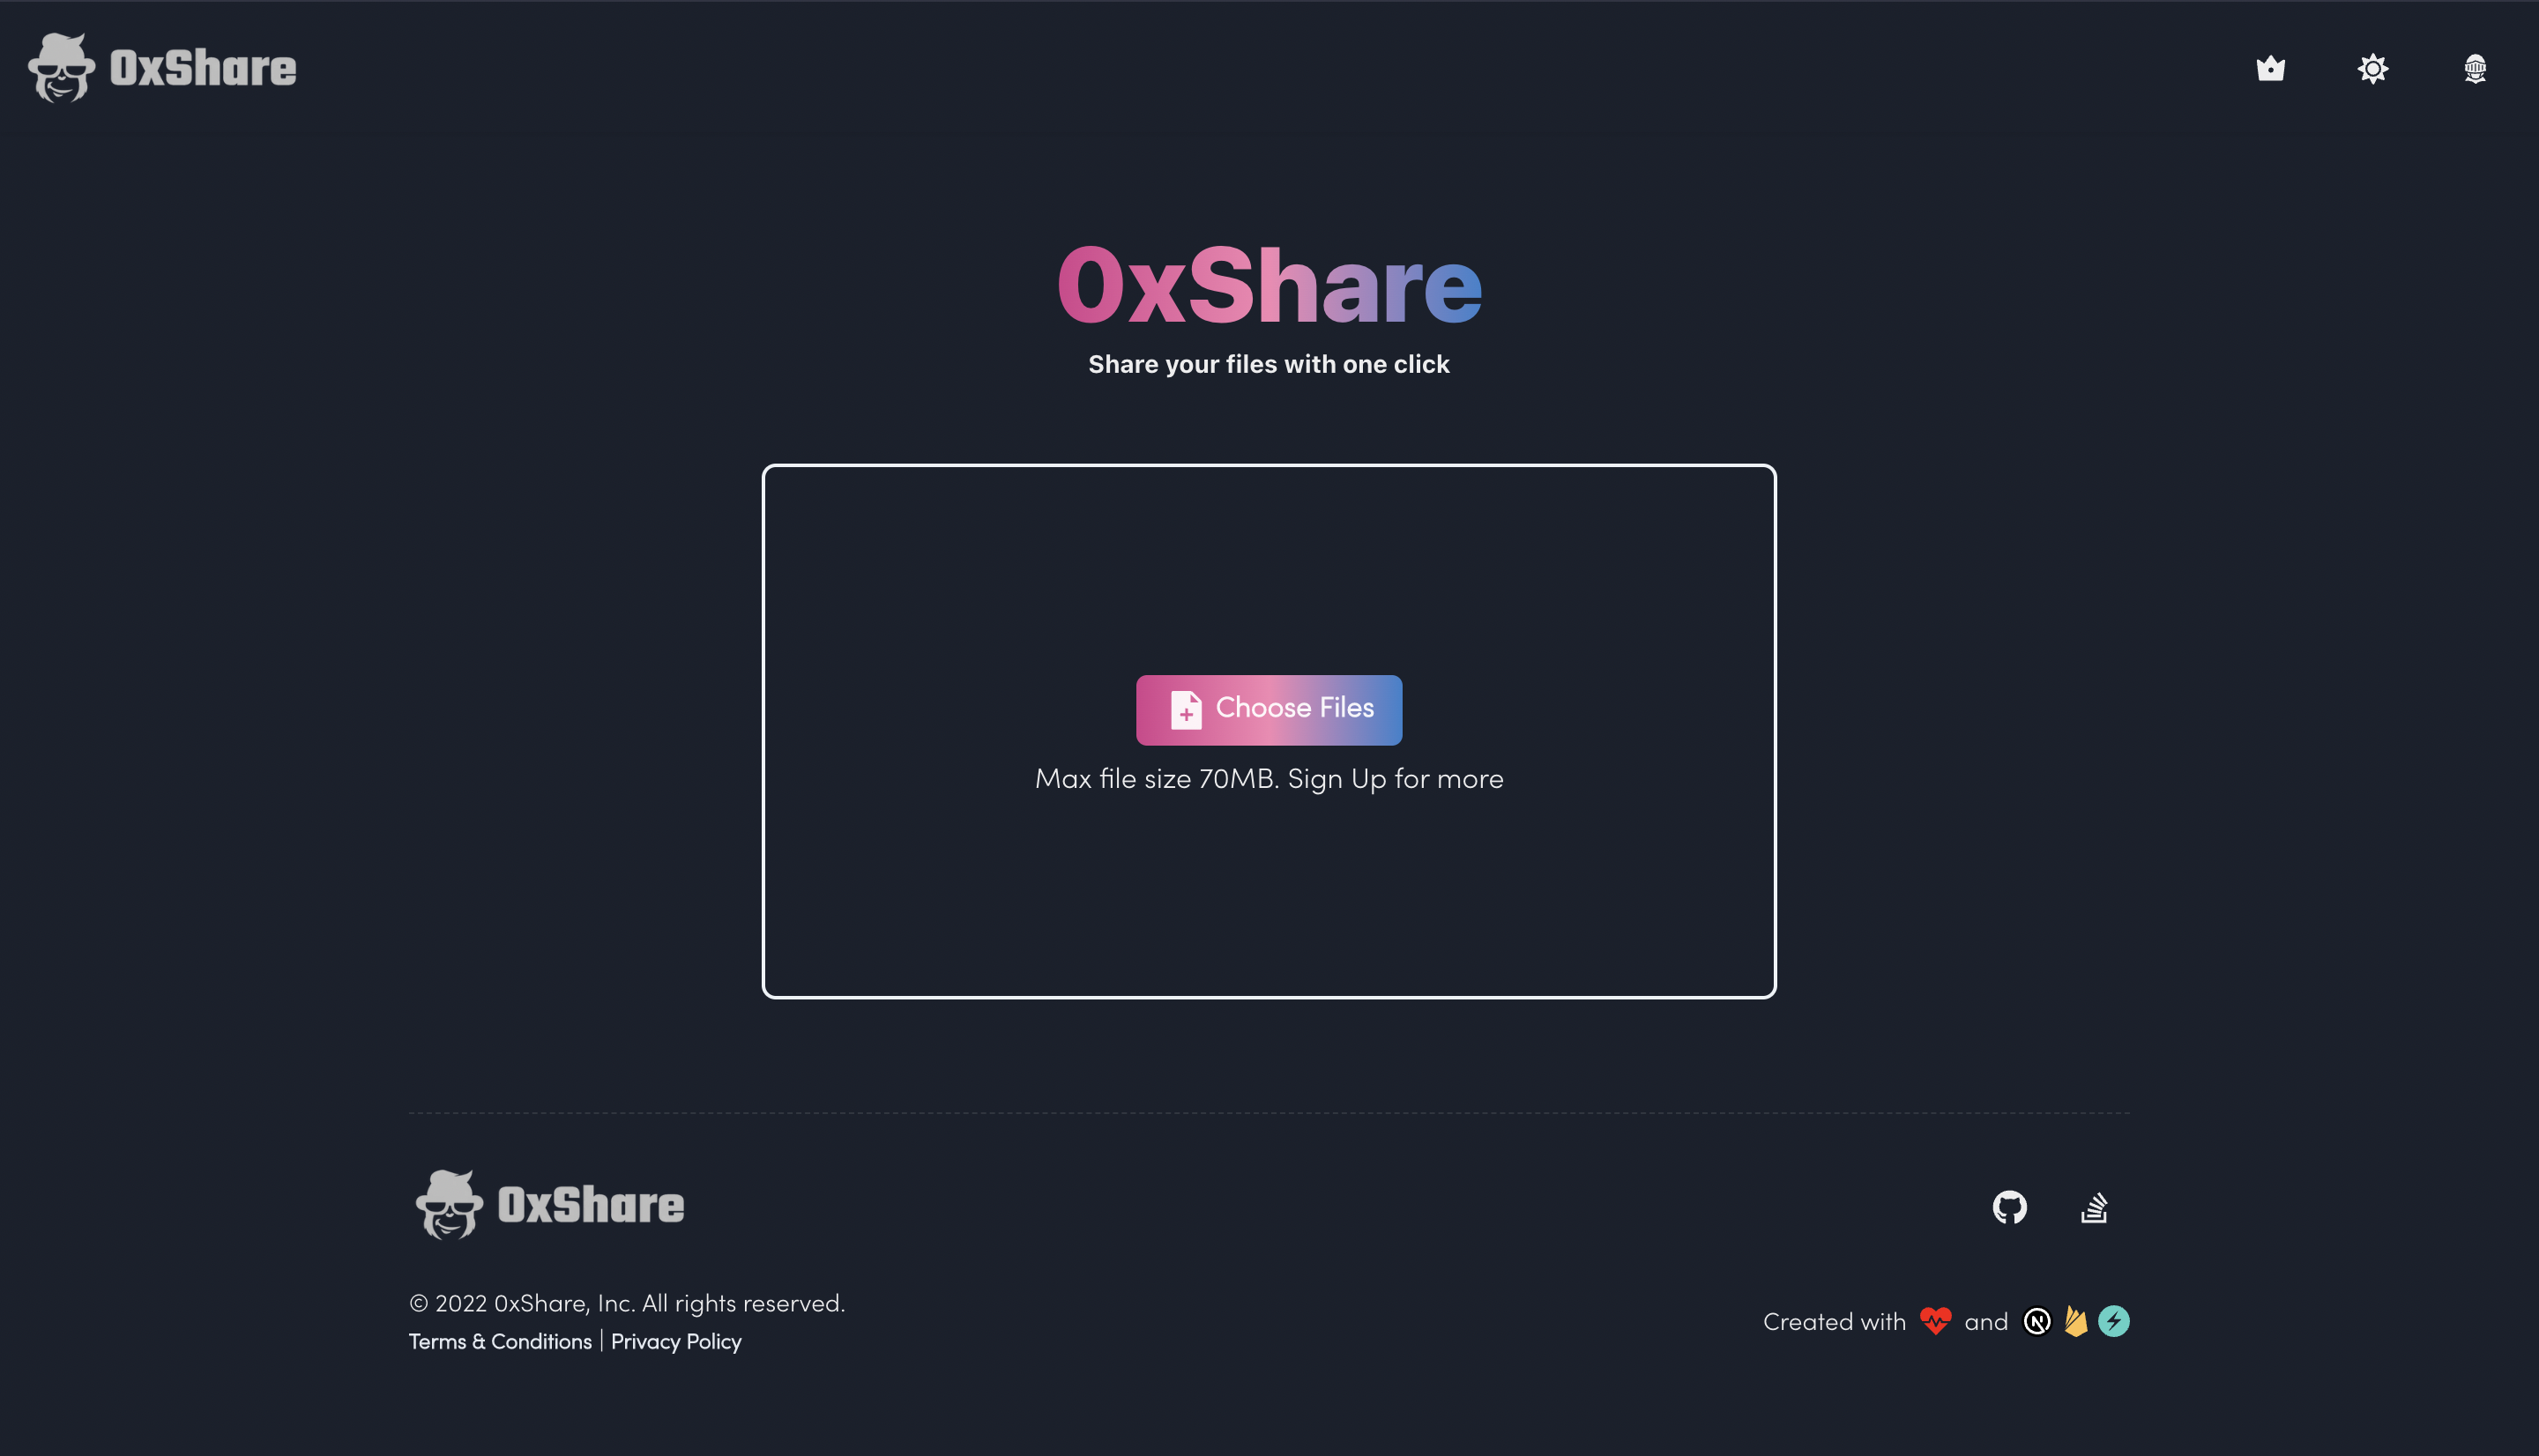 0xShare
0xShare
Share your files with one click
Choose Files
Max file size 70MB. Sign Up for more
0xShare
© 2022 0xShare, Inc. All rights reserved.
Terms & Conditions | Privacy Policy
Created with and